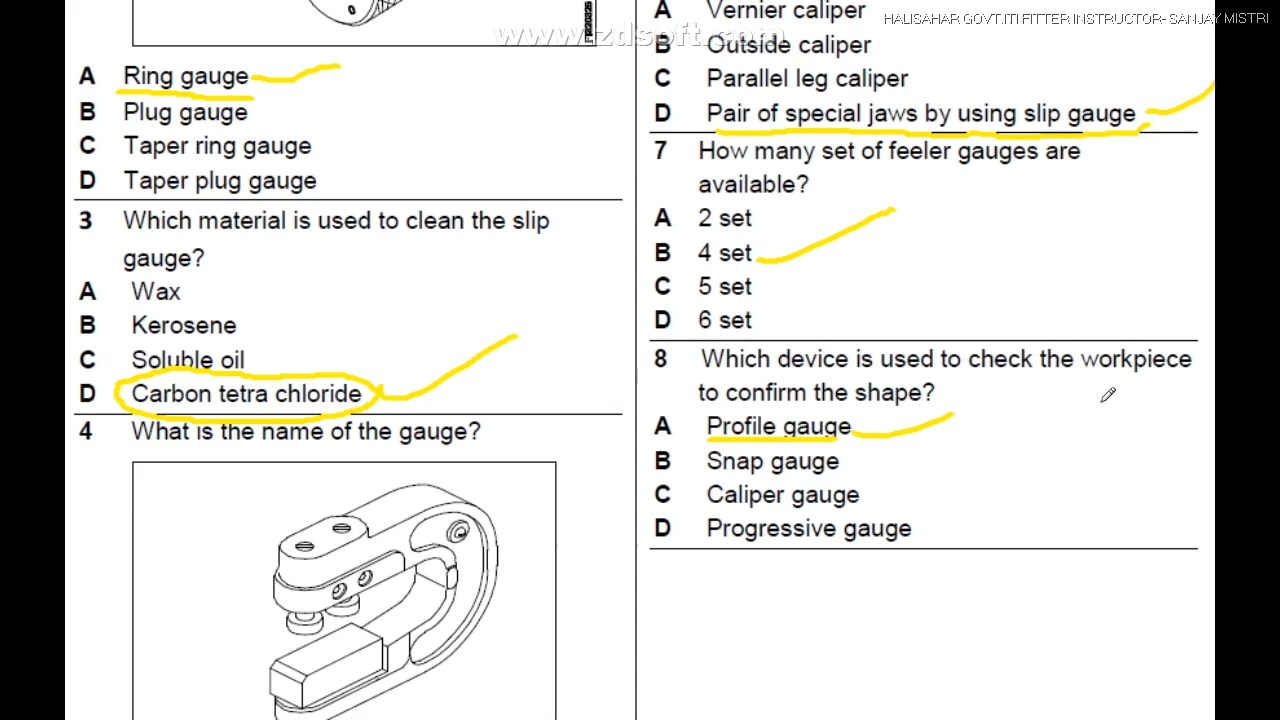 HALISAHAR GOVT.ITI FITTER INSTRUCTOR- SANJAY MISTRI
www.zdsoft.com
A Ring gauge
B Plug gauge
C Taper ring gauge
D Taper plug gauge
3 Which material is used to clean the slip
gauge?
A Wax
B Kerosene
C Soluble oil
D Carbon tetra chloride
4 What is the name of the gauge?
A Vernier caliper
B Outside caliper
C Parallel leg caliper
D Pair of special jaws by using slip gauge
7 How many set of feeler gauges are
available?
A 2 set
B 4 set
C 5 set
D 6 set
8 Which device is used to check the workpiece
to confirm the shape?
A Profile gauge
B Snap gauge
C Caliper gauge
D Progressive gauge